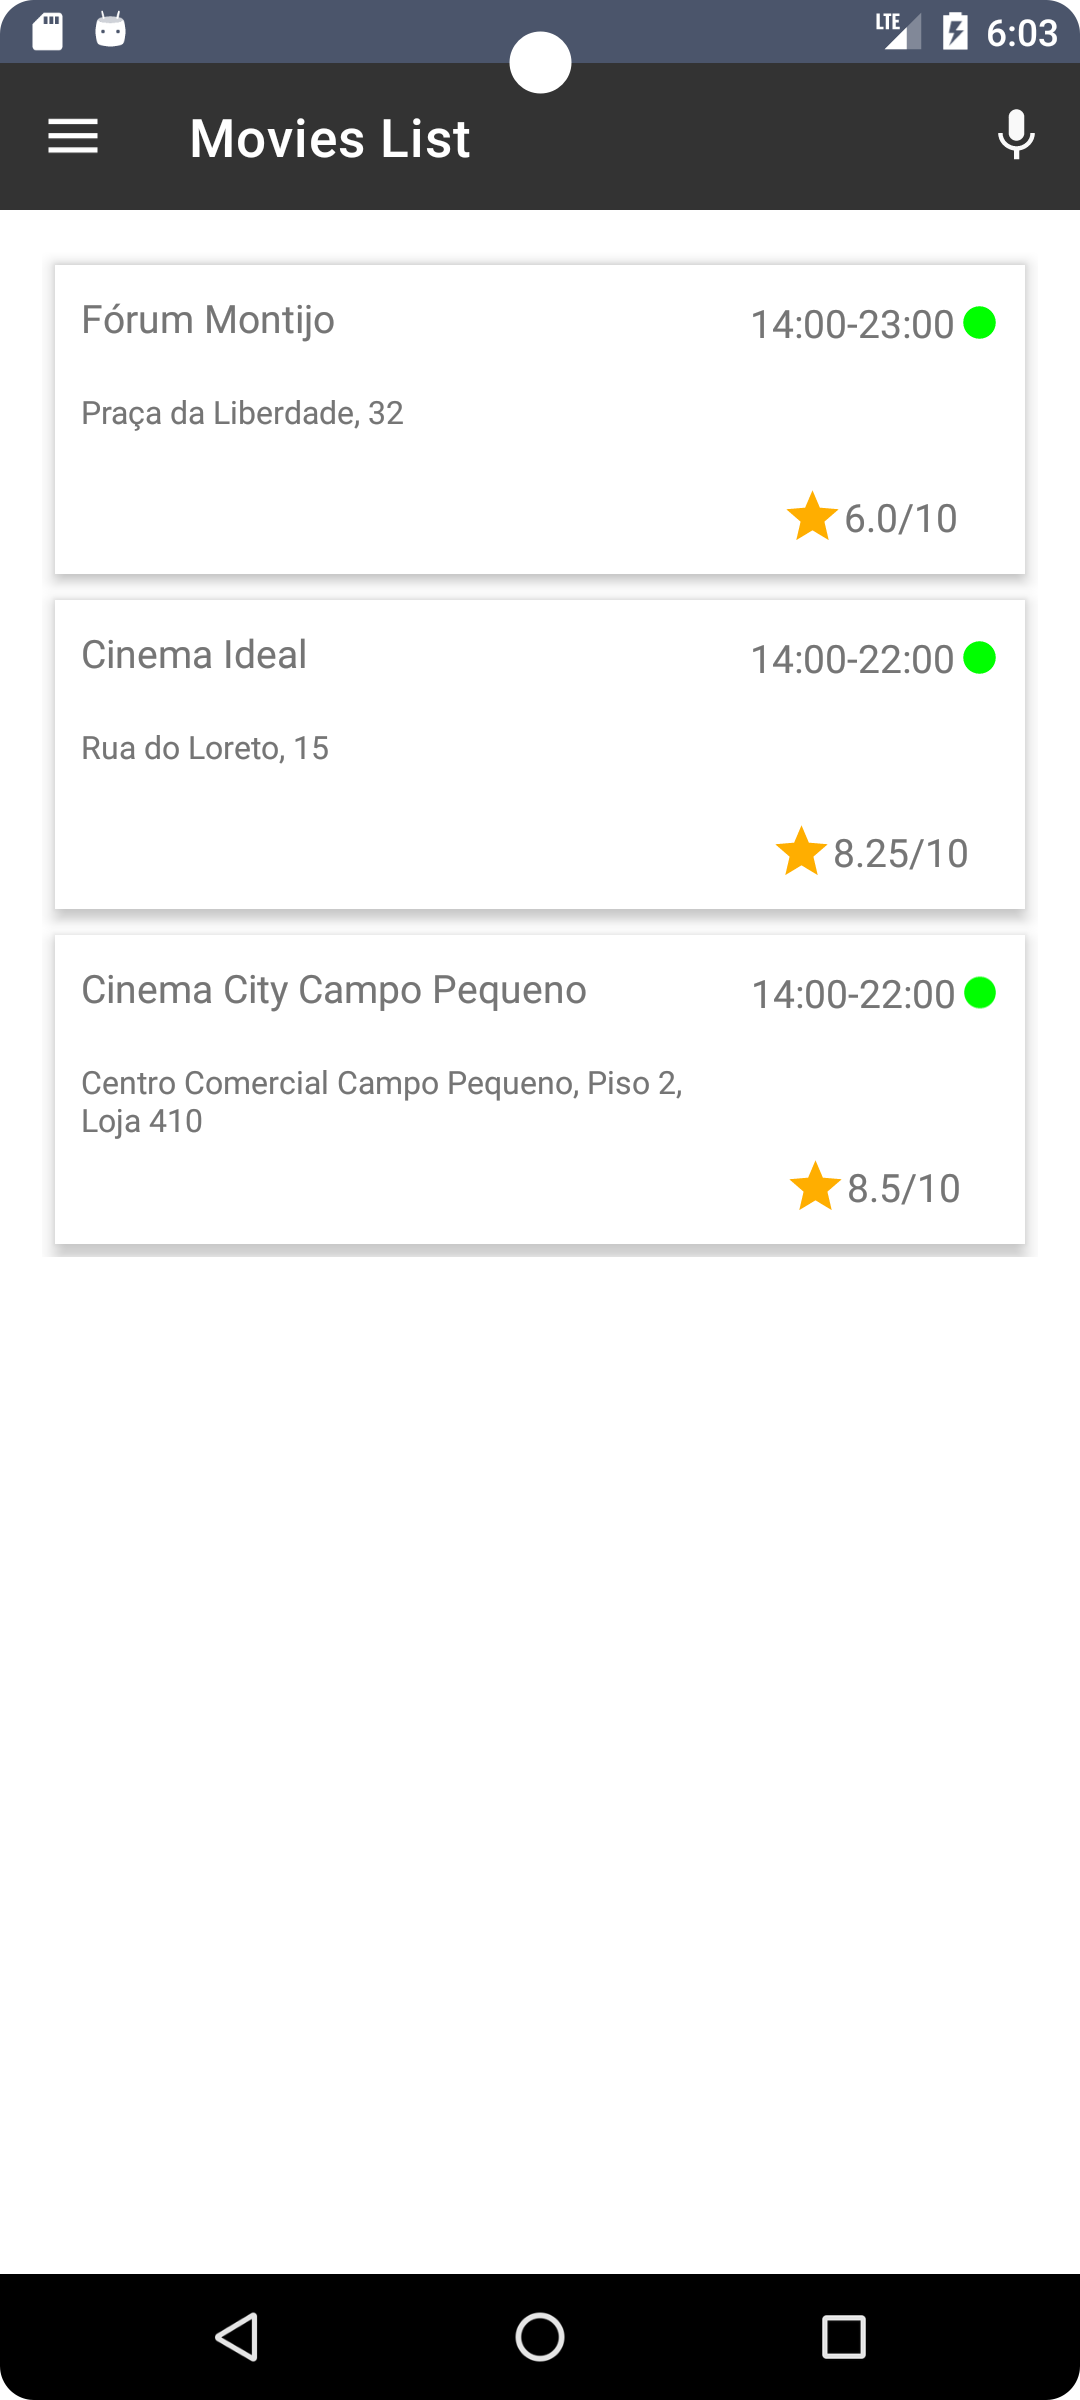 LTE 6:03
Movies List
Fórum Montijo 14:00-23:00
Praça da Liberdade, 32
6.0/10
Cinema Ideal 14:00-22:00
Rua do Loreto, 15
8.25/10
Cinema City Campo Pequeno 14:00-22:00
Centro Comercial Campo Pequeno, Piso 2,
Loja 410
8.5/10